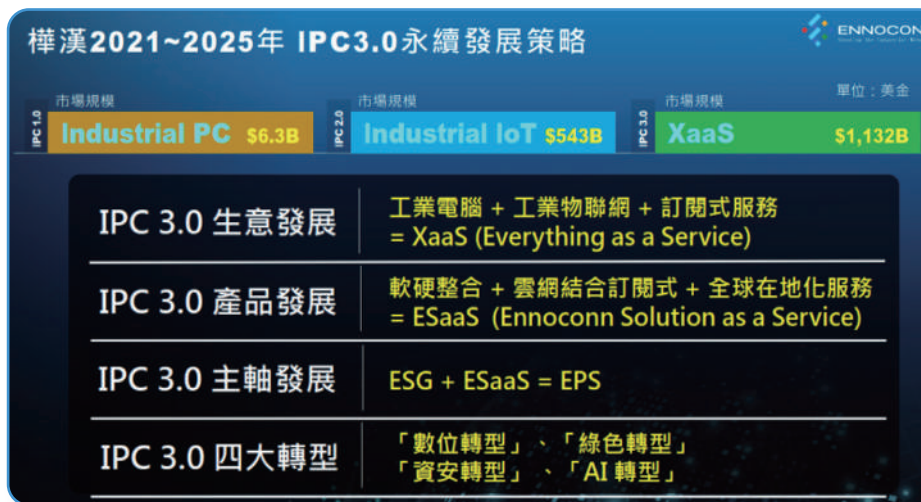 樺漢2021~2025年 IPC3.0永續發展策略
ENNOCONN
單位：美金
IPC 1.0
市場規模
Industrial PC $6.3B
IPC 2.0
市場規模
Industrial IoT $543B
IPC 3.0
市場規模
XaaS $1,132B
IPC 3.0 生意發展
工業電腦 + 工業物聯網 + 訂閱式服務
= XaaS (Everything as a Service)
IPC 3.0 產品發展
軟硬整合 + 雲網結合訂閱式 + 全球在地化服務
= ESaaS (Ennoconn Solution as a Service)
IPC 3.0 主軸發展
ESG + ESaaS = EPS
IPC 3.0 四大轉型
「數位轉型」、「綠色轉型」
「資安轉型」、「AI 轉型」